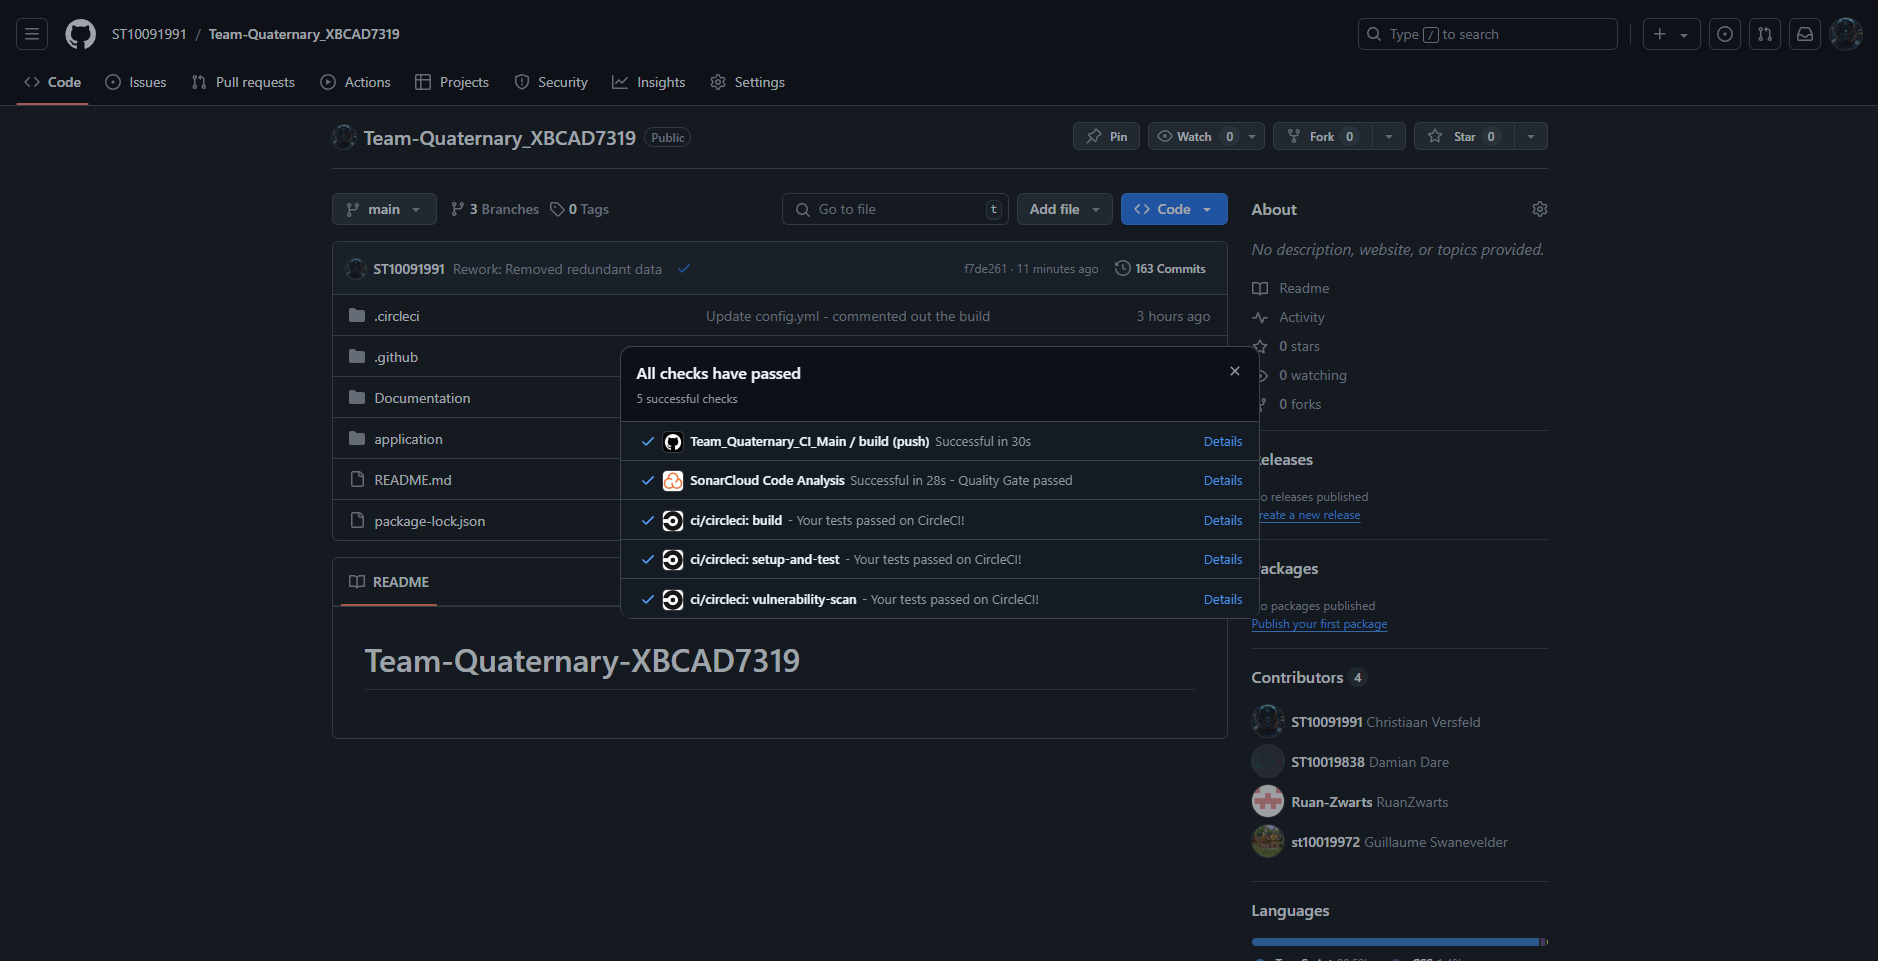 ST10091991 / Team-Quaternary_XBCAD7319
Type / to search
Code Issues Pull requests Actions Projects Security Insights Settings
Team-Quaternary_XBCAD7319 Public
Pin Watch 0 Fork 0 Star 0
main 3 Branches 0 Tags Go to file t Add file Code
ST10091991 Rework: Removed redundant data f7de261 · 11 minutes ago 163 Commits
.circleci Update config.yml - commented out the build 3 hours ago
.github
Documentation
application
README.md
package-lock.json
All checks have passed
5 successful checks
Team_Quaternary_CI_Main / build (push) Successful in 30s Details
SonarCloud Code Analysis Successful in 28s - Quality Gate passed Details
ci/circleci: build - Your tests passed on CircleCI! Details
ci/circleci: setup-and-test - Your tests passed on CircleCI! Details
ci/circleci: vulnerability-scan - Your tests passed on CircleCI! Details
README
Team-Quaternary-XBCAD7319
About
No description, website, or topics provided.
Readme
Activity
0 stars
0 watching
0 forks
eleases
o releases published
reate a new release
ackages
o packages published
Publish your first package
Contributors 4
ST10091991 Christiaan Versfeld
ST10019838 Damian Dare
Ruan-Zwarts RuanZwarts
st10019972 Guillaume Swanevelder
Languages